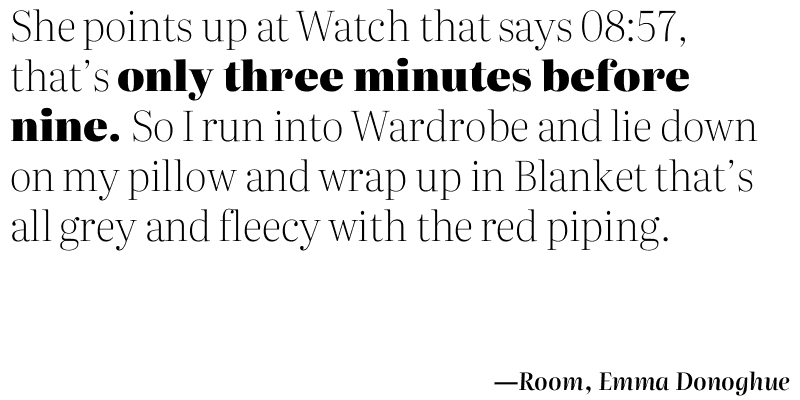 She points up at Watch that says 08:57,
that’s only three minutes before
nine. So I run into Wardrobe and lie down
on my pillow and wrap up in Blanket that’s
all grey and fleecy with the red piping.
—Room, Emma Donoghue